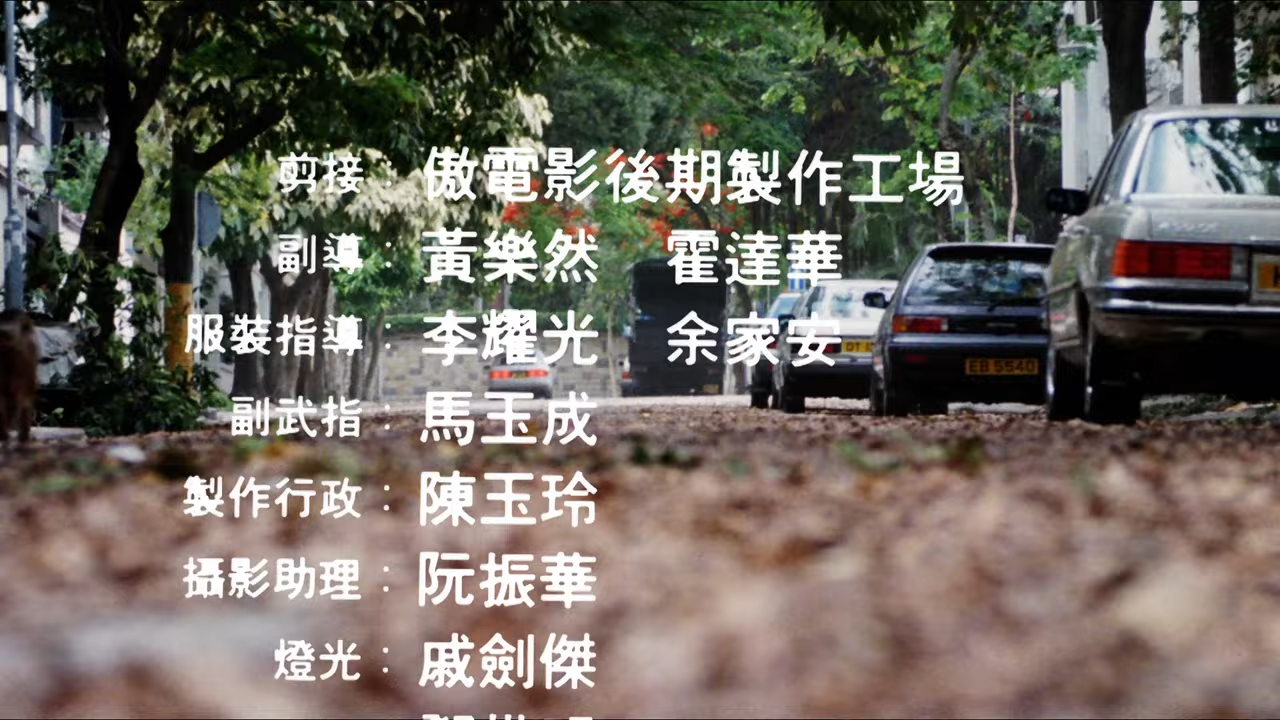 剪接：傲電影後期製作工場
副導：黃樂然　霍達華
服裝指導：李耀光　余家安
副武指：馬玉成
製作行政：陳玉玲
攝影助理：阮振華
燈光：戚劍傑
EB 5540